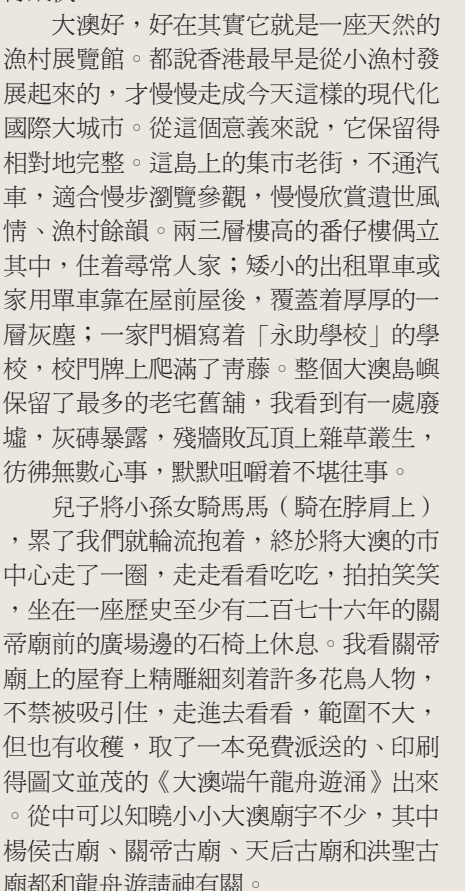 大澳好，好在其實它就是一座天然的
漁村展覽館。都說香港最早是從小漁村發
展起來的，才慢慢走成今天這樣的現代化
國際大城市。從這個意義來說，它保留得
相對地完整。這島上的集市老街，不通汽
車，適合慢步瀏覽參觀，慢慢欣賞遺世風
情、漁村餘韻。兩三層樓高的番仔樓偶立
其中，住着尋常人家；矮小的出租單車或
家用單車靠在屋前屋後，覆蓋着厚厚的一
層灰塵；一家門楣寫着「永助學校」的學
校，校門牌上爬滿了青藤。整個大澳島嶼
保留了最多的老宅舊舖，我看到有一處廢
墟，灰磚暴露，殘牆敗瓦頂上雜草叢生，
彷彿無數心事，默默咀嚼着不堪往事。
兒子將小孫女騎馬馬（騎在脖肩上）
，累了我們就輪流抱着，終於將大澳的市
中心走了一圈，走走看看吃吃，拍拍笑笑
，坐在一座歷史至少有二百七十六年的關
帝廟前的廣場邊的石椅上休息。我看關帝
廟上的屋脊上精雕細刻着許多花鳥人物，
不禁被吸引住，走進去看看，範圍不大，
但也有收穫，取了一本免費派送的、印刷
得圖文並茂的《大澳端午龍舟遊涌》出來
。從中可以知曉小小大澳廟宇不少，其中
楊侯古廟、關帝古廟、天后古廟和洪聖古
廟都和龍舟遊請神有關。